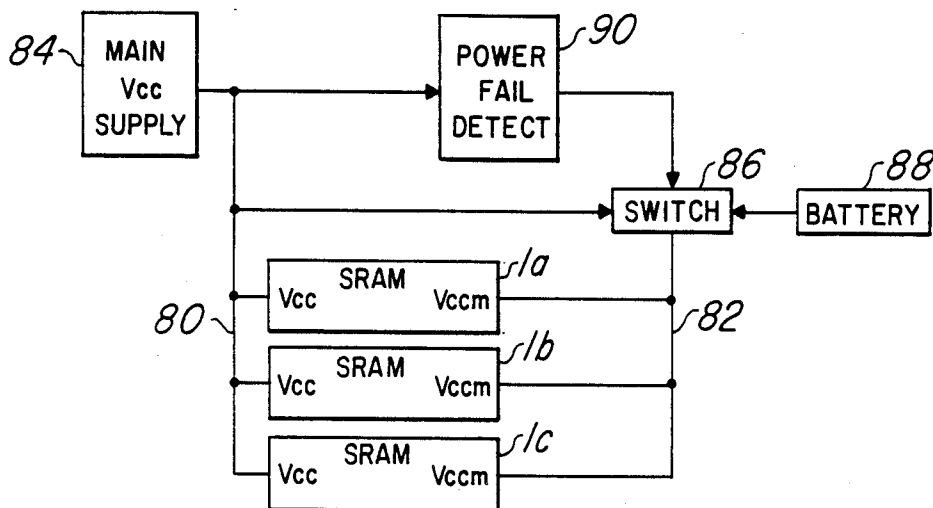 84
MAIN
Vcc
SUPPLY
POWER
FAIL
DETECT
90
86
SWITCH
88
BATTERY
80
SRAM
1a
Vcc
Vccm
82
SRAM
1b
Vcc
Vccm
SRAM
1c
Vcc
Vccm